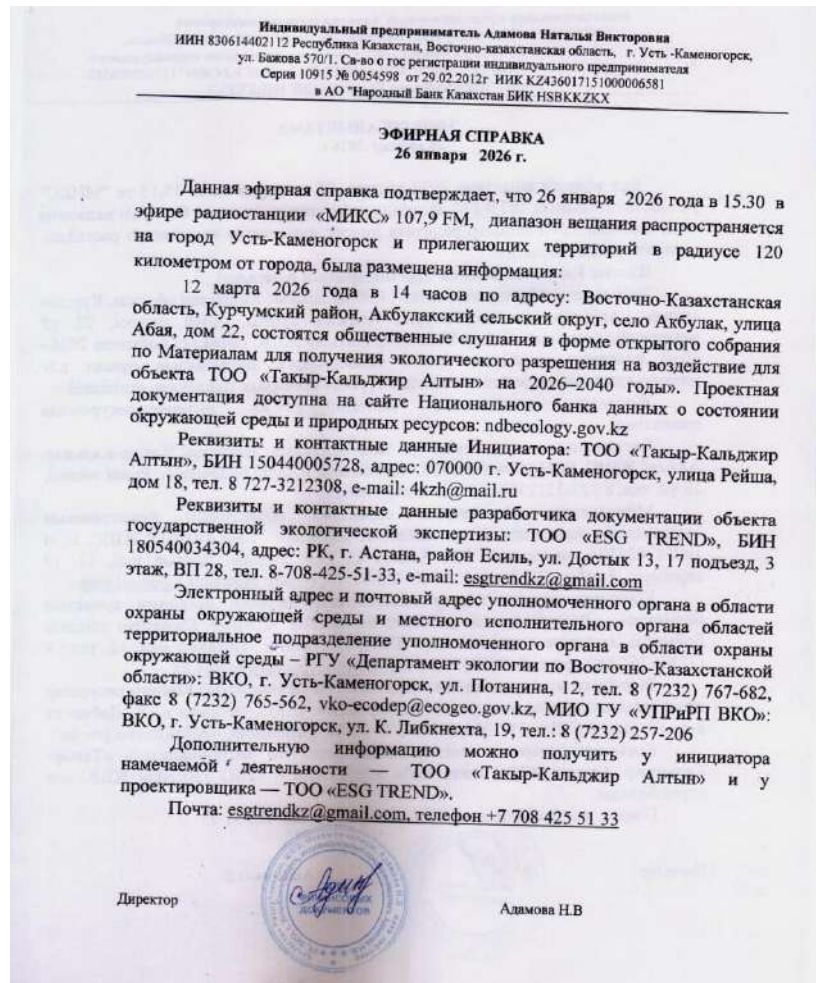 Индивидуальный предприниматель Адамова Наталья Викторовна
ИИН 830614402112 Республика Казахстан, Восточно-казахстанская область, г. Усть -Каменогорск,
ул. Бажова 570/1. Св-во о гос регистрации индивидуального предпринимателя
Серия 10915 № 0054598 от 29.02.2012г ИИК KZ436017151000006581
в АО "Народный Банк Казахстан БИК HSBKKZKX
ЭФИРНАЯ СПРАВКА
26 января 2026 г.
Данная эфирная справка подтверждает, что 26 января 2026 года в 15.30 в
эфире радиостанции «МИКС» 107,9 FM, диапазон вещания распространяется
на город Усть-Каменогорск и прилегающих территорий в радиусе 120
километром от города, была размещена информация:
12 марта 2026 года в 14 часов по адресу: Восточно-Казахстанская
область, Курчумский район, Акбулакский сельский округ, село Акбулак, улица
Абая, дом 22, состоятся общественные слушания в форме открытого собрания
по Материалам для получения экологического разрешения на воздействие для
объекта ТОО «Такыр-Кальджир Алтын» на 2026–2040 годы». Проектная
документация доступна на сайте Национального банка данных о состоянии
окружающей среды и природных ресурсов: ndbecology.gov.kz
Реквизиты и контактные данные Инициатора: ТОО «Такыр-Кальджир
Алтын», БИН 150440005728, адрес: 070000 г. Усть-Каменогорск, улица Рейша,
дом 18, тел. 8 727-3212308, e-mail: 4kzh@mail.ru
Реквизиты и контактные данные разработчика документации объекта
государственной экологической экспертизы: ТОО «ESG TREND», БИН
180540034304, адрес: РК, г. Астана, район Есиль, ул. Достык 13, 17 подъезд, 3
этаж, ВП 28, тел. 8-708-425-51-33, e-mail: esgtrendkz@gmail.com
Электронный адрес и почтовый адрес уполномоченного органа в области
охраны окружающей среды и местного исполнительного органа областей
территориальное подразделение уполномоченного органа в области охраны
окружающей среды – РГУ «Департамент экологии по Восточно-Казахстанской
области»: ВКО, г. Усть-Каменогорск, ул. Потанина, 12, тел. 8 (7232) 767-682,
факс 8 (7232) 765-562, vko-ecodep@ecogeo.gov.kz, МИО ГУ «УПРиРП ВКО»:
ВКО, г. Усть-Каменогорск, ул. К. Либкнехта, 19, тел.: 8 (7232) 257-206
Дополнительную информацию можно получить у инициатора
намечаемой деятельности — ТОО «Такыр-Кальджир Алтын» и у
проектировщика — ТОО «ESG TREND».
Почта: esgtrendkz@gmail.com, телефон +7 708 425 51 33
ДОКУМЕНТОВ
Директор
Адамова Н.В